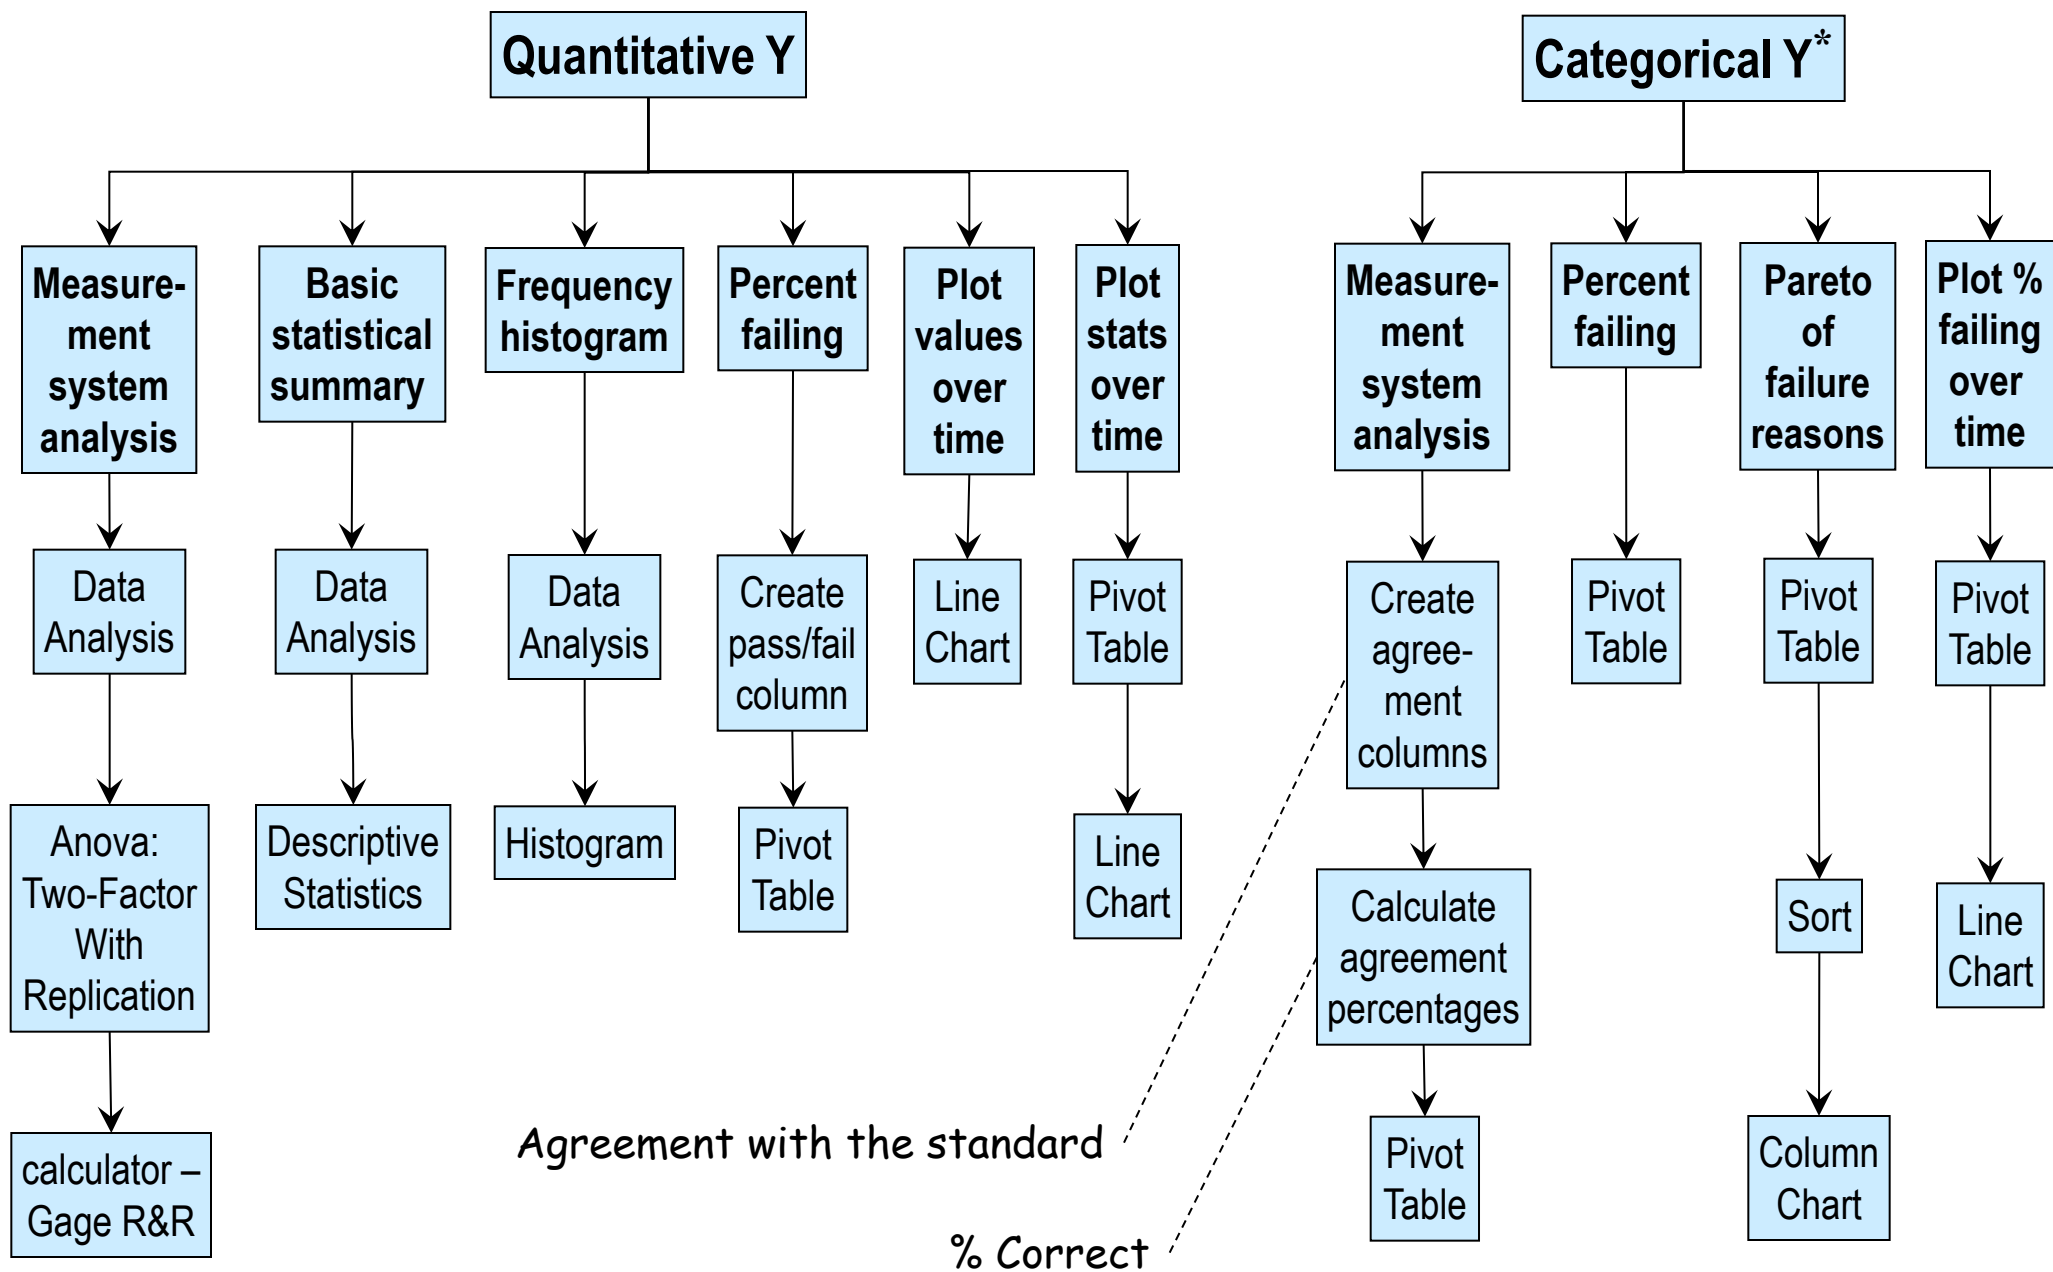 Quantitative Y
Categorical Y*
Measure-
ment
system
analysis
Basic
statistical
summary
Frequency
histogram
Percent
failing
Plot
values
over
time
Plot
stats
over
time
Measure-
ment
system
analysis
Percent
failing
Pareto
of
failure
reasons
Plot %
failing
over
time
Data
Analysis
Data
Analysis
Data
Analysis
Create
pass/fail
column
Line
Chart
Pivot
Table
Create
agree-
ment
columns
Pivot
Table
Pivot
Table
Pivot
Table
Anova:
Two-Factor
With
Replication
Descriptive
Statistics
Histogram
Pivot
Table
Line
Chart
Calculate
agreement
percentages
Sort
Line
Chart
calculator –
Gage R&R
Agreement with the standard
Pivot
Table
Column
Chart
% Correct